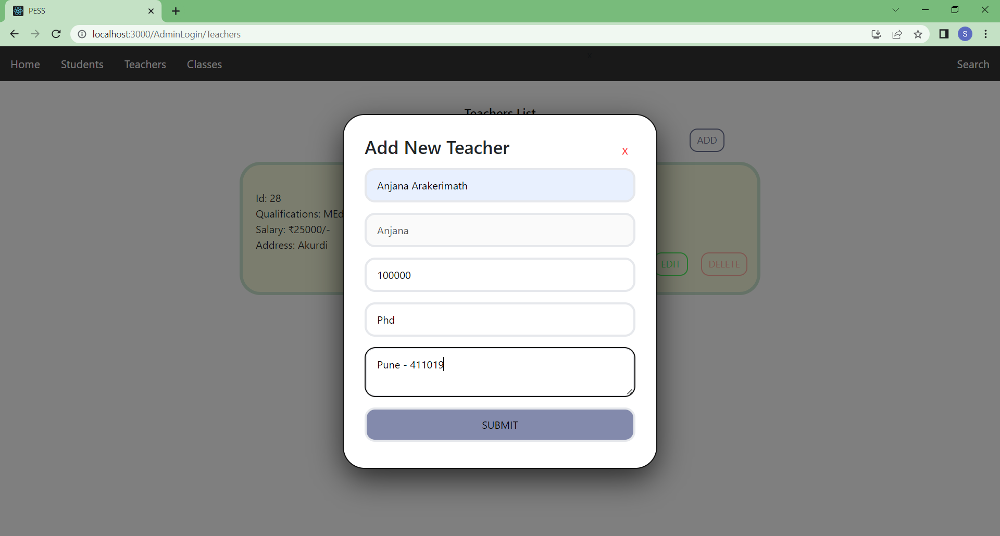 PESS
localhost:3000/AdminLogin/Teachers
S
Home Students Teachers Classes Search
Teachers List
ADD
Add New Teacher
X
Anjana Arakerimath
Id: 28
Qualifications: MEd
Anjana
Salary: ₹25000/-
Address: Akurdi
EDIT DELETE
100000
Phd
Pune - 411019
SUBMIT